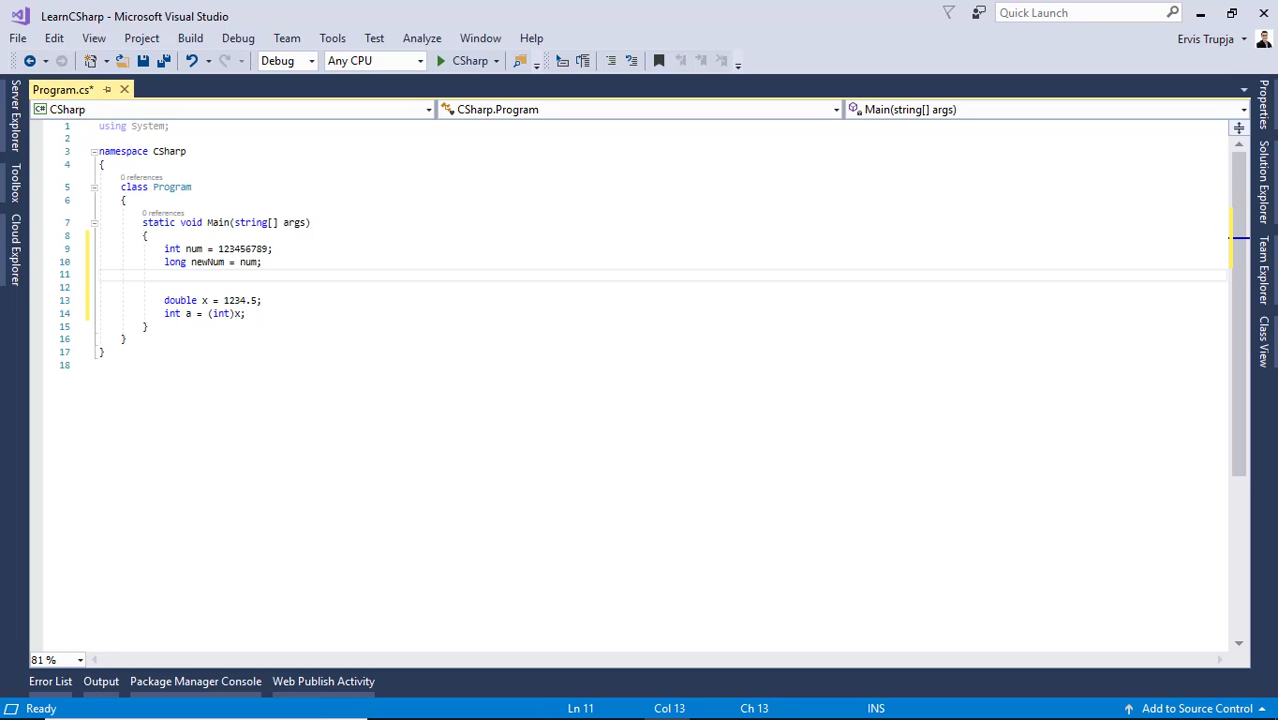 LearnCSharp - Microsoft Visual Studio
Quick Launch
File Edit View Project Build Debug Team Tools Test Analyze Window Help
Ervis Trupja
Debug Any CPU CSharp
Program.cs*
CSharp CSharp.Program Main(string[] args)
1 using System;
2
3 namespace CSharp
4 {
0 references
5 class Program
6 {
0 references
7 static void Main(string[] args)
8 {
9 int num = 123456789;
10 long newNum = num;
11
12
13 double x = 1234.5;
14 int a = (int)x;
15 }
16 }
17 }
18
Server Explorer
Toolbox
Cloud Explorer
Properties
Solution Explorer
Team Explorer
Class View
81 %
Error List Output Package Manager Console Web Publish Activity
Ready Ln 11 Col 13 Ch 13 INS Add to Source Control